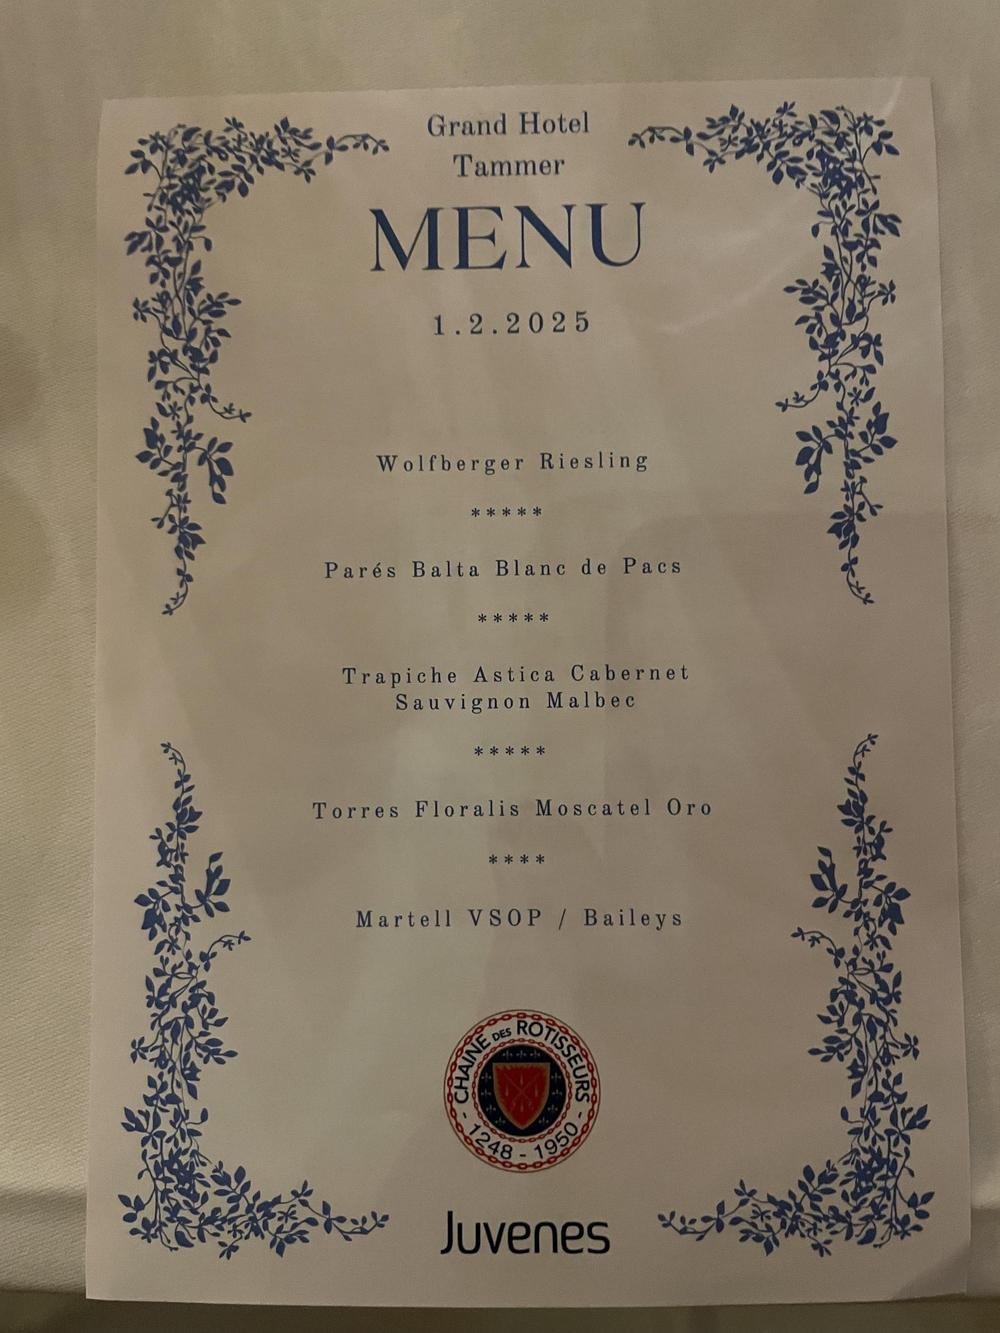 Grand Hotel
Tammer
MENU
1.2.2025
Wolfberger Riesling
*****
Parés Balta Blanc de Pacs
*****
Trapiche Astica Cabernet
Sauvignon Malbec
*****
Torres Floralis Moscatel Oro
****
Martell VSOP / Baileys
CHAINE DES ROTISSEURS
- 1248 - 1950 -
Juvenes